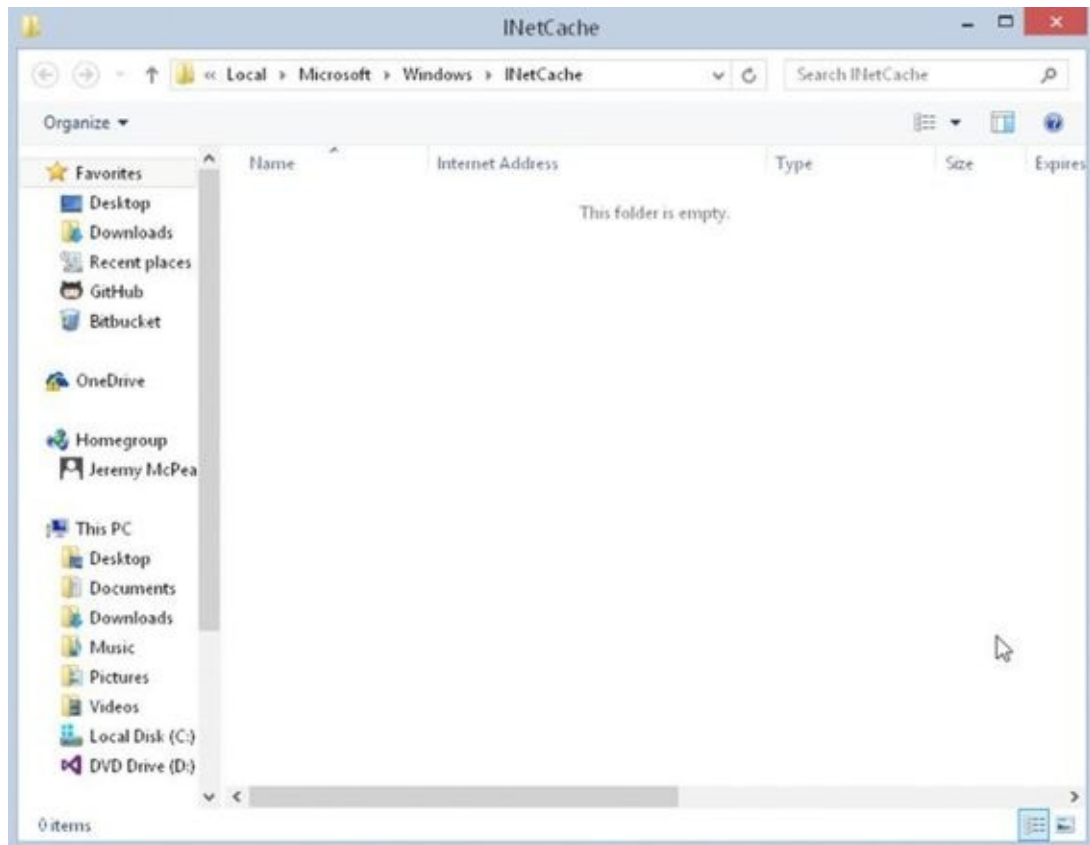 INetCache
« Local › Microsoft › Windows › INetCache
Search INetCache
Organize
Name Internet Address Type Size Expires
This folder is empty.
Favorites
Desktop
Downloads
Recent places
GitHub
Bitbucket
OneDrive
Homegroup
Jeremy McPea
This PC
Desktop
Documents
Downloads
Music
Pictures
Videos
Local Disk (C:)
DVD Drive (D:)
0 items